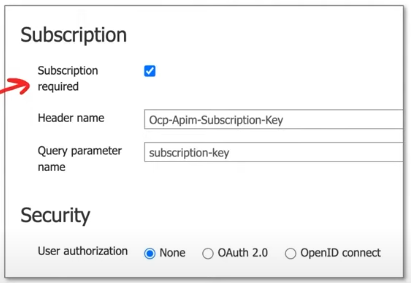 Subscription
Subscription
required
Header name
Ocp-Apim-Subscription-Key
Query parameter
name
subscription-key
Security
User authorization
None
OAuth 2.0
OpenID connect